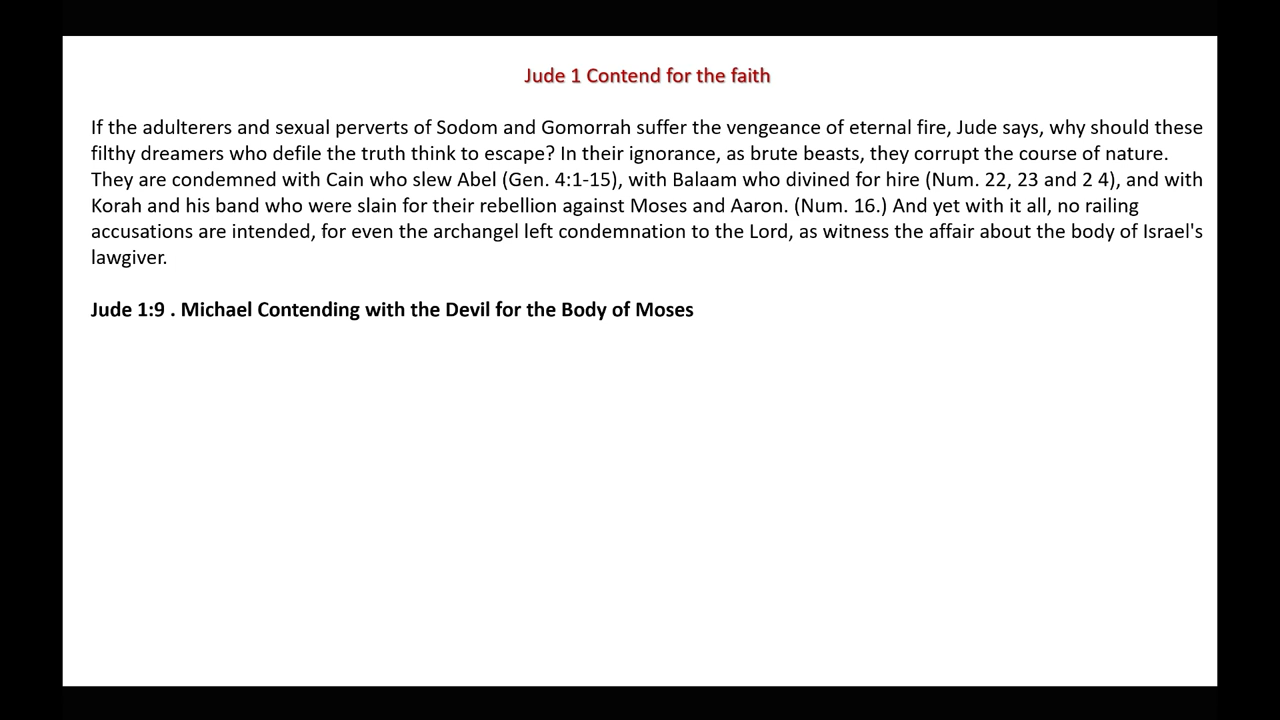 Jude 1 Contend for the faith
If the adulterers and sexual perverts of Sodom and Gomorrah suffer the vengeance of eternal fire, Jude says, why should these
filthy dreamers who defile the truth think to escape? In their ignorance, as brute beasts, they corrupt the course of nature.
They are condemned with Cain who slew Abel (Gen. 4:1-15), with Balaam who divined for hire (Num. 22, 23 and 2 4), and with
Korah and his band who were slain for their rebellion against Moses and Aaron. (Num. 16.) And yet with it all, no railing
accusations are intended, for even the archangel left condemnation to the Lord, as witness the affair about the body of Israel's
lawgiver.
Jude 1:9 . Michael Contending with the Devil for the Body of Moses